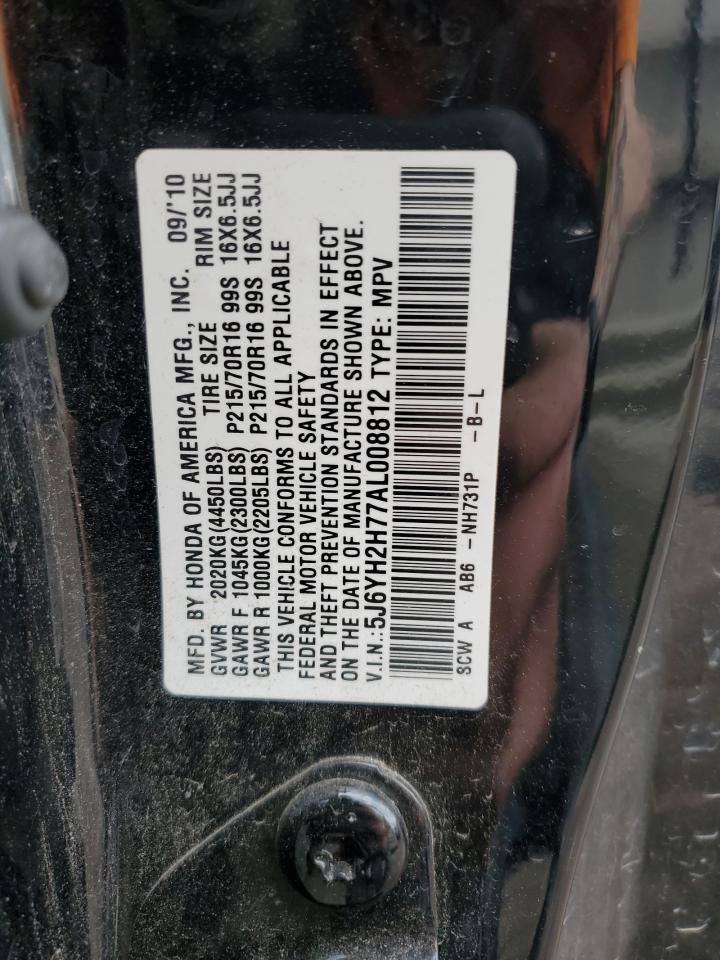 MFD. BY HONDA OF AMERICA MFG., INC. 09/'10
GVWR 2020KG(4450LBS) TIRE SIZE RIM SIZE
GAWR F 1045KG(2300LBS) P215/70R16 99S 16X6.5JJ
GAWR R 1000KG(2205LBS) P215/70R16 99S 16X6.5JJ
THIS VEHICLE CONFORMS TO ALL APPLICABLE
FEDERAL MOTOR VEHICLE SAFETY
AND THEFT PREVENTION STANDARDS IN EFFECT
ON THE DATE OF MANUFACTURE SHOWN ABOVE.
V.I.N.:5J6YH2H77AL008812 TYPE: MPV
SCW A AB6 - NH731P - B - L